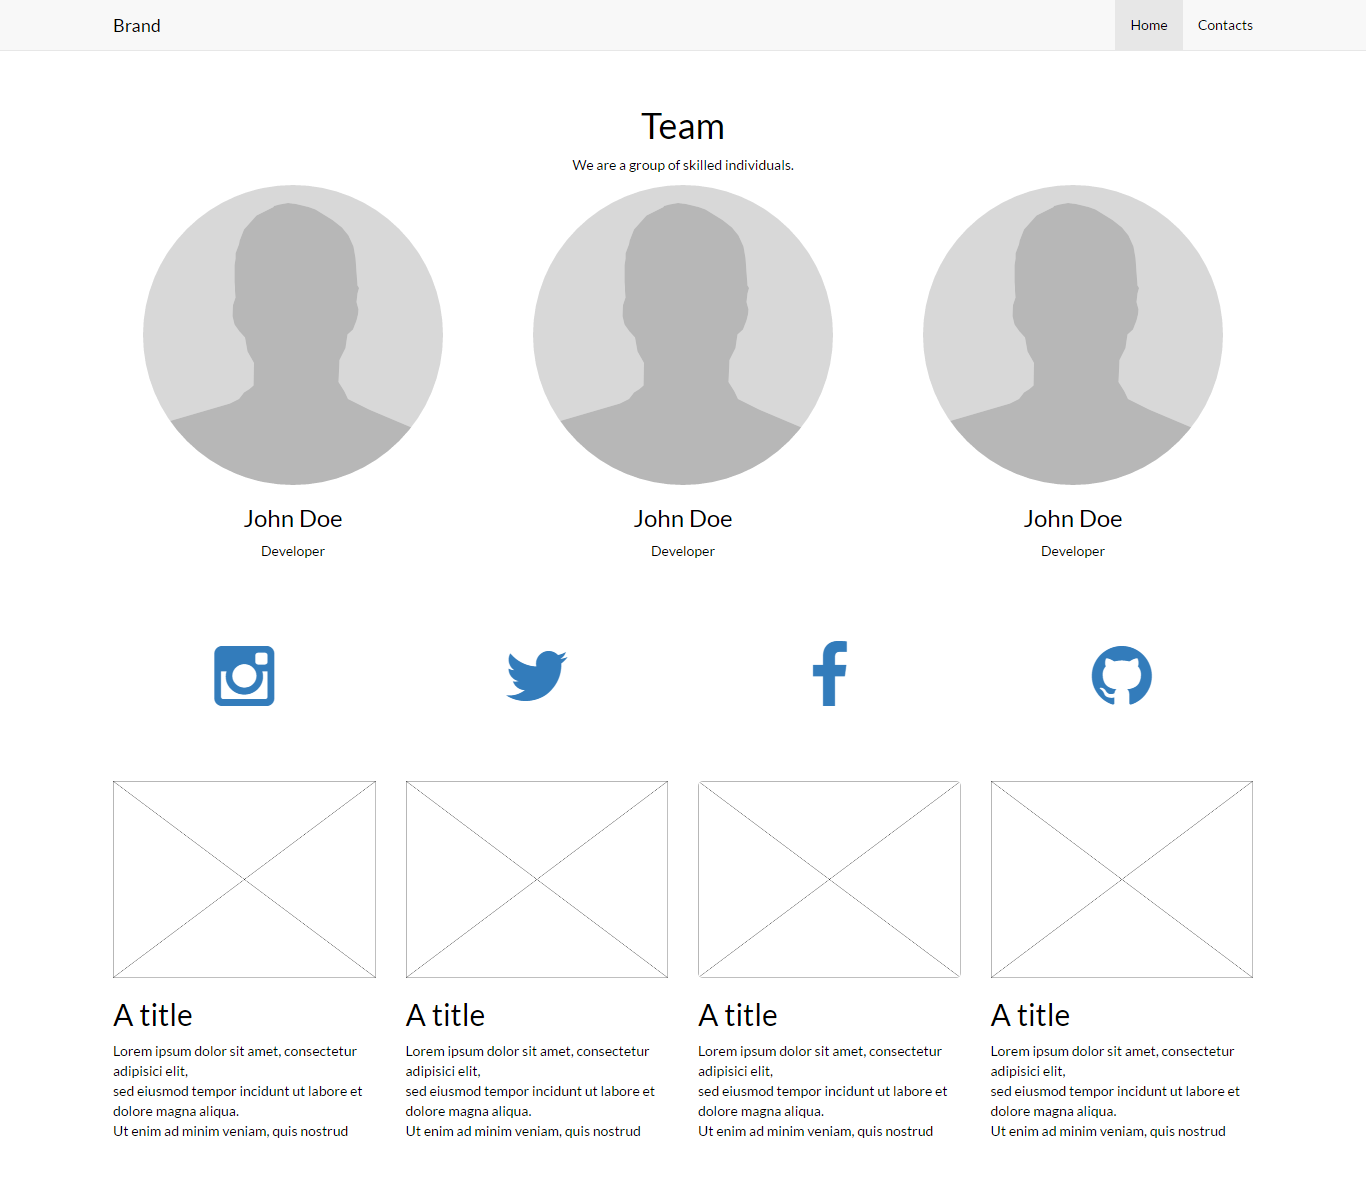 Brand
Home
Contacts
Team
We are a group of skilled individuals.
John Doe
Developer
John Doe
Developer
John Doe
Developer
A title
Lorem ipsum dolor sit amet, consectetur
adipisici elit,
sed eiusmod tempor incidunt ut labore et
dolore magna aliqua.
Ut enim ad minim veniam, quis nostrud
A title
Lorem ipsum dolor sit amet, consectetur
adipisici elit,
sed eiusmod tempor incidunt ut labore et
dolore magna aliqua.
Ut enim ad minim veniam, quis nostrud
A title
Lorem ipsum dolor sit amet, consectetur
adipisici elit,
sed eiusmod tempor incidunt ut labore et
dolore magna aliqua.
Ut enim ad minim veniam, quis nostrud
A title
Lorem ipsum dolor sit amet, consectetur
adipisici elit,
sed eiusmod tempor incidunt ut labore et
dolore magna aliqua.
Ut enim ad minim veniam, quis nostrud